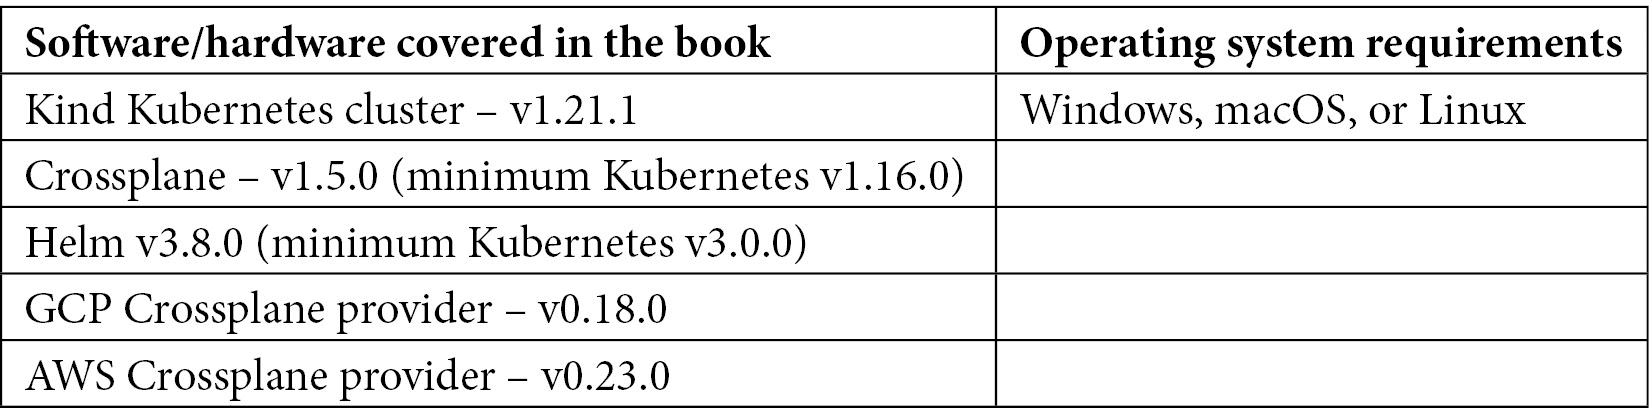 Software/hardware covered in the book Operating system requirements
Kind Kubernetes cluster – v1.21.1 Windows, macOS, or Linux
Crossplane – v1.5.0 (minimum Kubernetes v1.16.0)
Helm v3.8.0 (minimum Kubernetes v3.0.0)
GCP Crossplane provider – v0.18.0
AWS Crossplane provider – v0.23.0